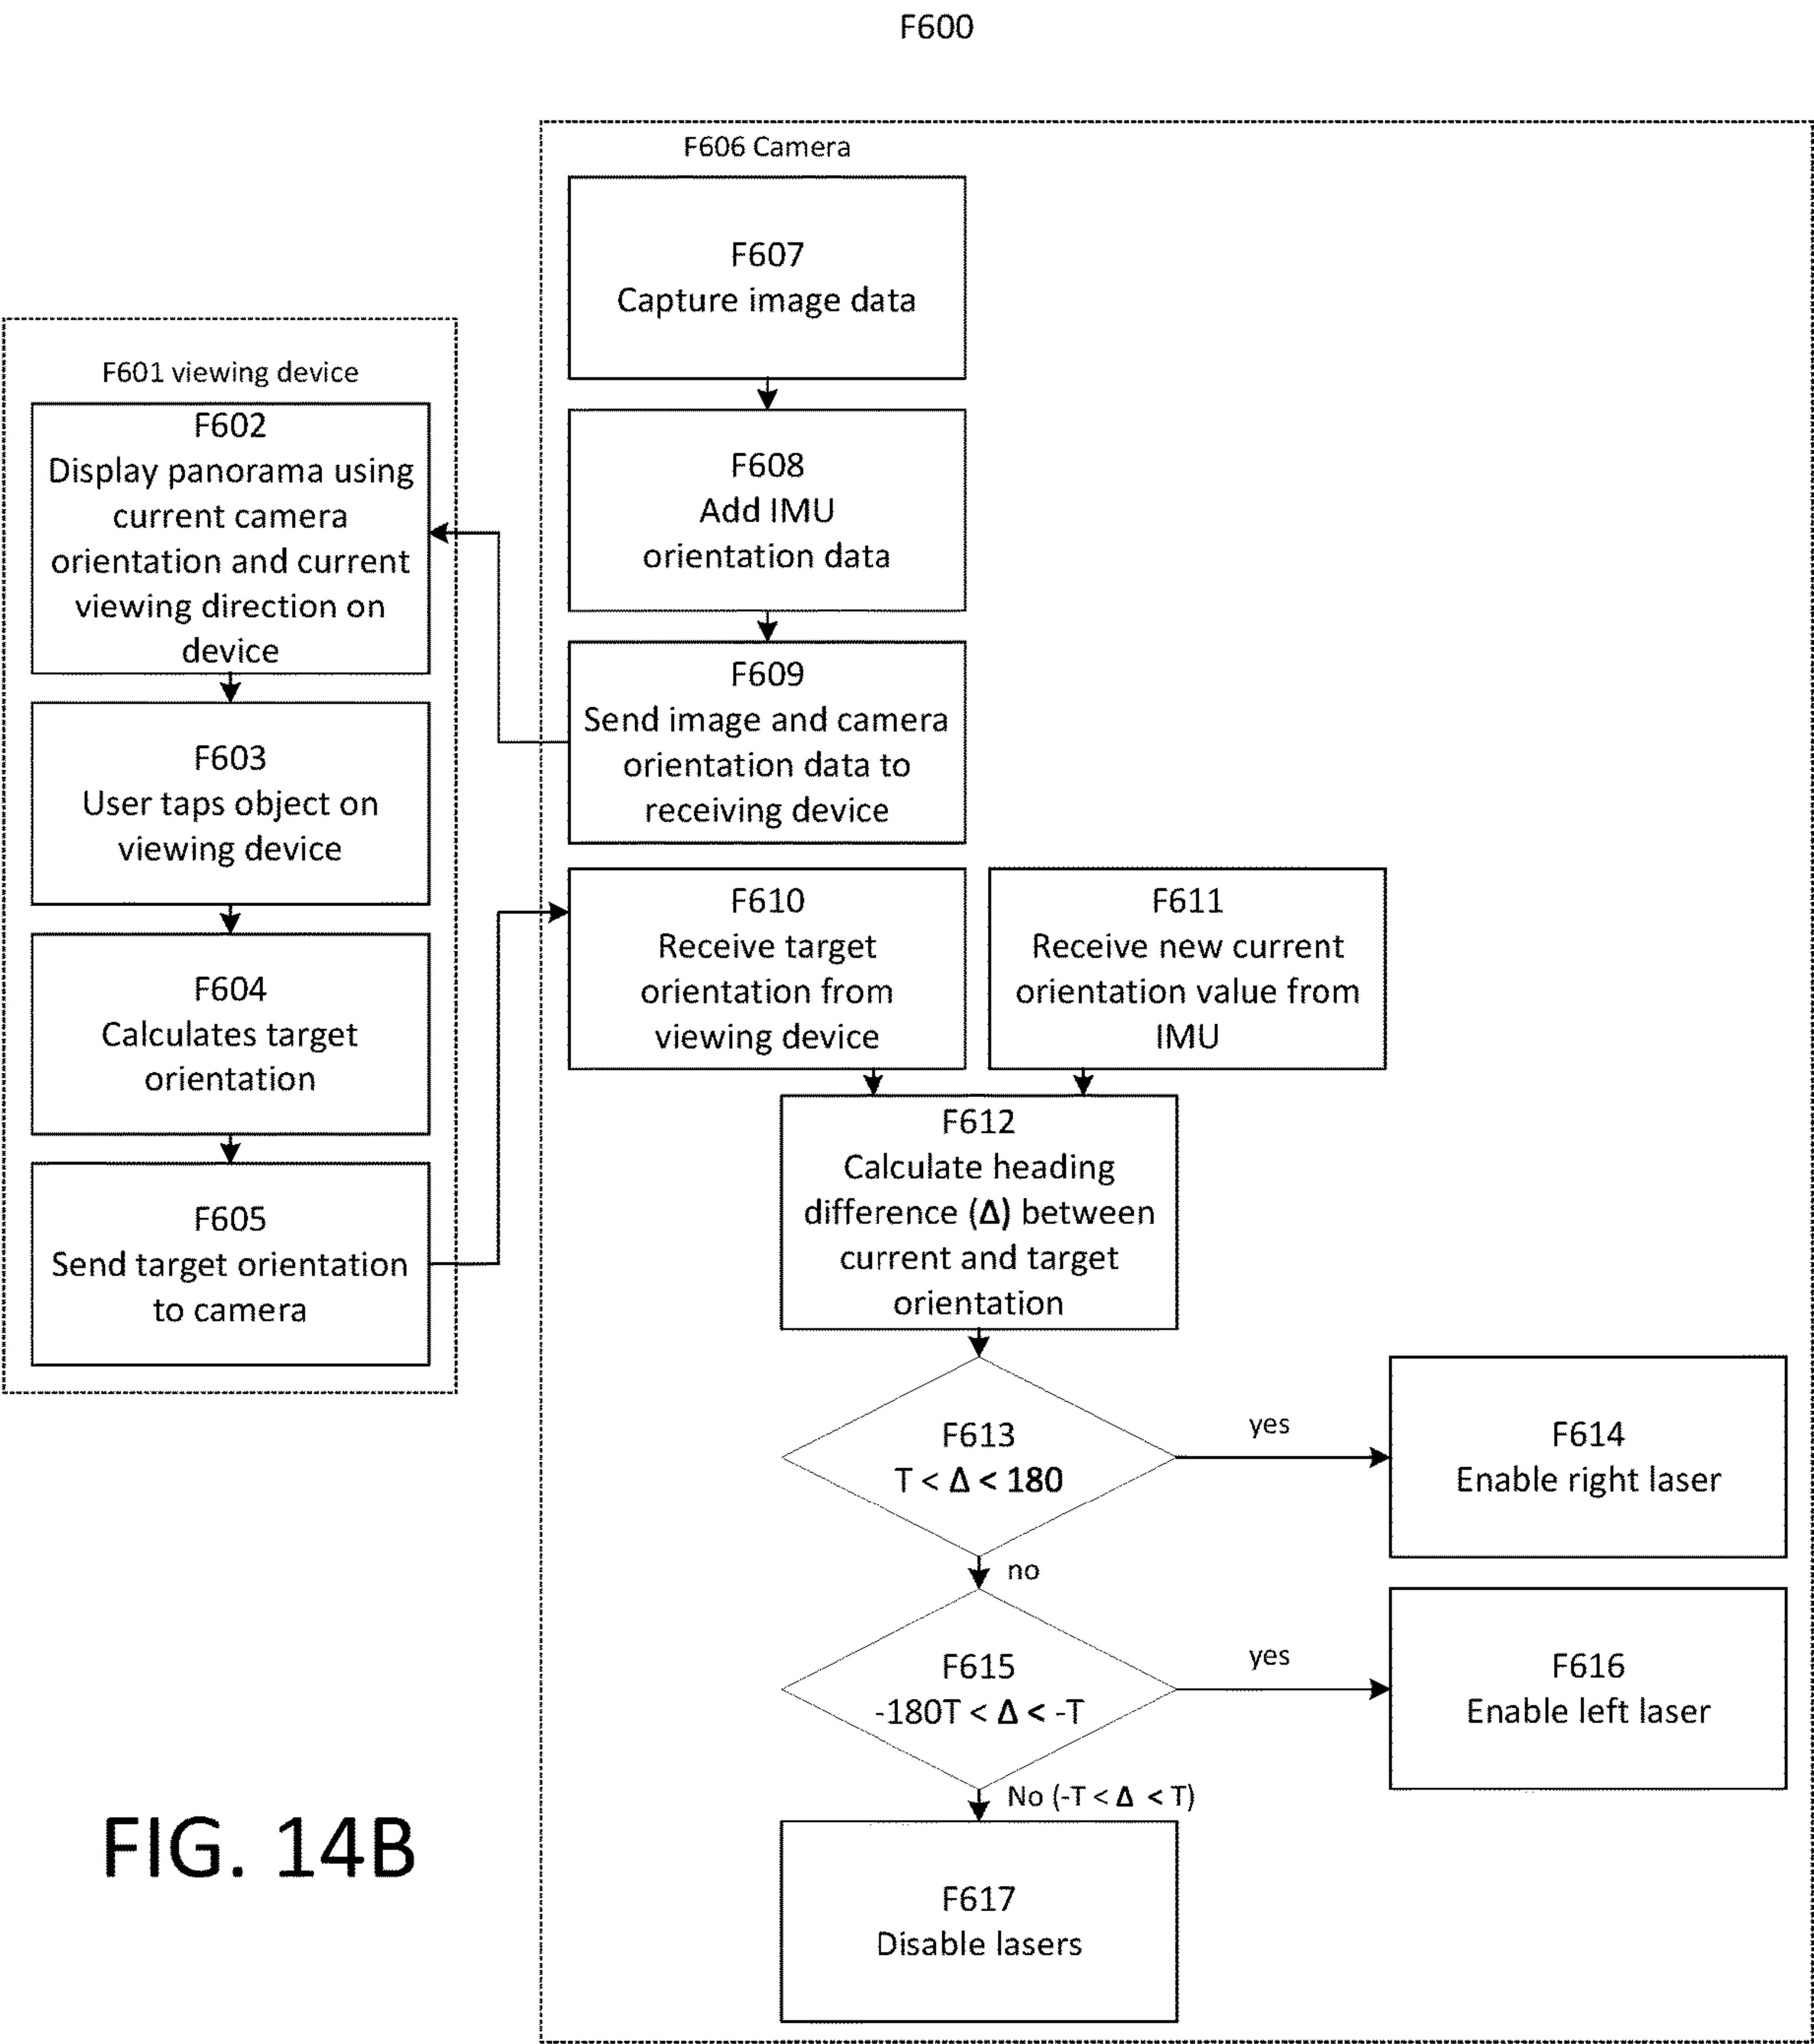 F600
F601 viewing device
F602
Display panorama using
current camera
orientation and current
viewing direction on
device
F603
User taps object on
viewing device
F604
Calculates target
orientation
F605
Send target orientation
to camera
F606 Camera
F607
Capture image data
F608
Add IMU
orientation data
F609
Send image and camera
orientation data to
receiving device
F610
Receive target
orientation from
viewing device
F611
Receive new current
orientation value from
IMU
F612
Calculate heading
difference (Δ) between
current and target
orientation
F613
T < Δ < 180
yes
F614
Enable right laser
no
F615
-180T < Δ < -T
yes
F616
Enable left laser
No (-T < Δ < T)
F617
Disable lasers
FIG. 14B